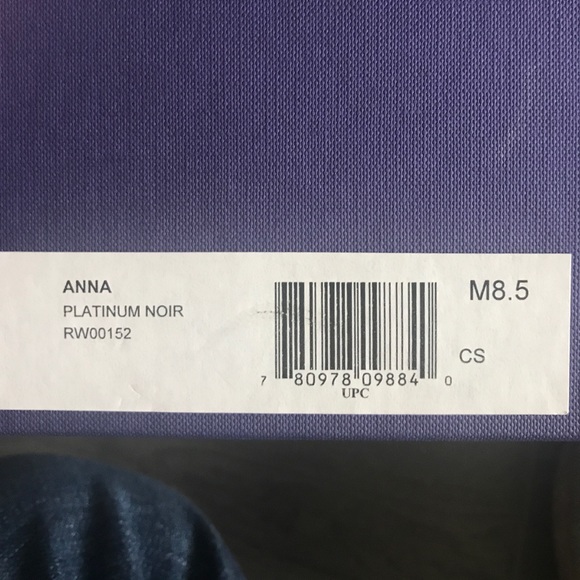 ANNA
PLATINUM NOIR
RW00152
M8.5
CS
7 80978 09884 0
UPC